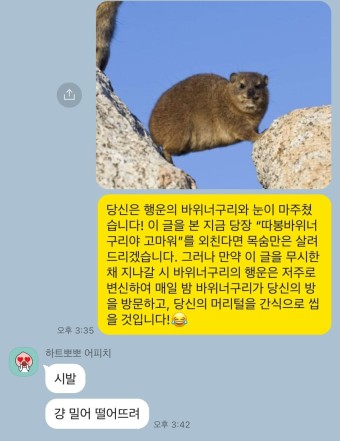 당신은 행운의 바위너구리와 눈이 마주쳤
습니다! 이 글을 본 지금 당장 “따봉바위너
구리야 고마워”를 외친다면 목숨만은 살려
드리겠습니다. 그러나 만약 이 글을 무시한
채 지나갈 시 바위너구리의 행운은 저주로
변신하여 매일 밤 바위너구리가 당신의 방
을 방문하고, 당신의 머리털을 간식으로 씹
을 것입니다!😂
오후 3:35
하트뽀뽀 어피치
시발
걍 밀어 떨어뜨려
오후 3:42